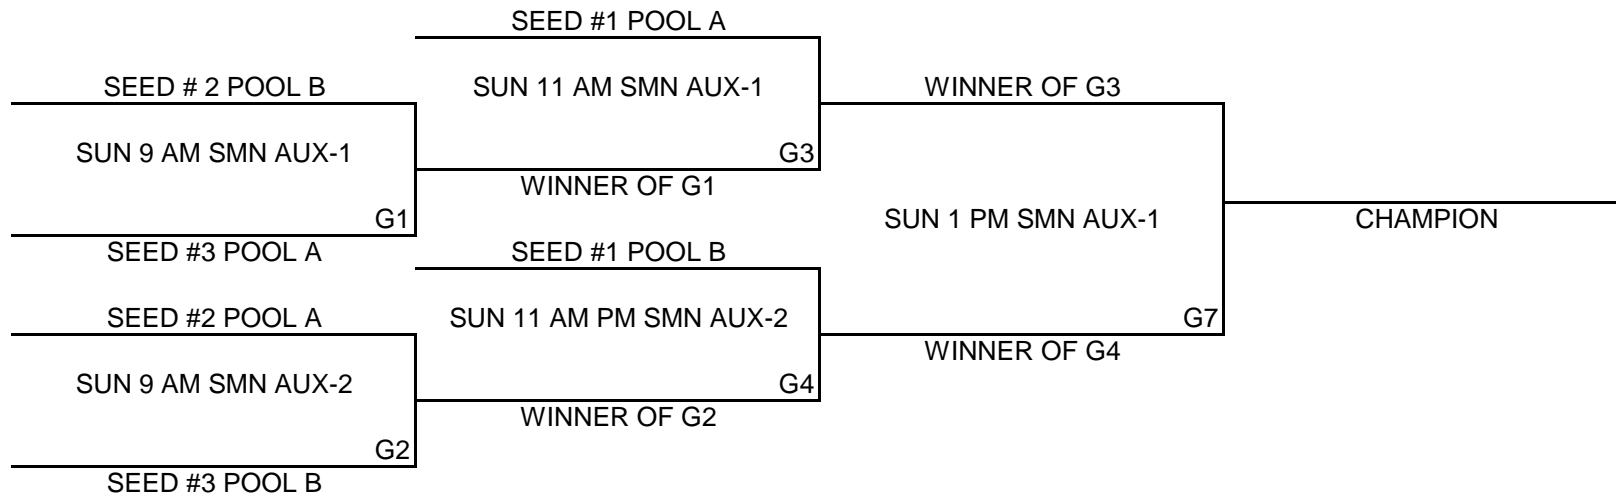 SEED #1 POOL A
SEED # 2 POOL B
SUN 11 AM SMN AUX-1
WINNER OF G3
SUN 9 AM SMN AUX-1
G3
WINNER OF G1
G1
SUN 1 PM SMN AUX-1
CHAMPION
SEED #3 POOL A
SEED #1 POOL B
SEED #2 POOL A
SUN 11 AM PM SMN AUX-2
G7
WINNER OF G4
SUN 9 AM SMN AUX-2
G4
WINNER OF G2
G2
SEED #3 POOL B